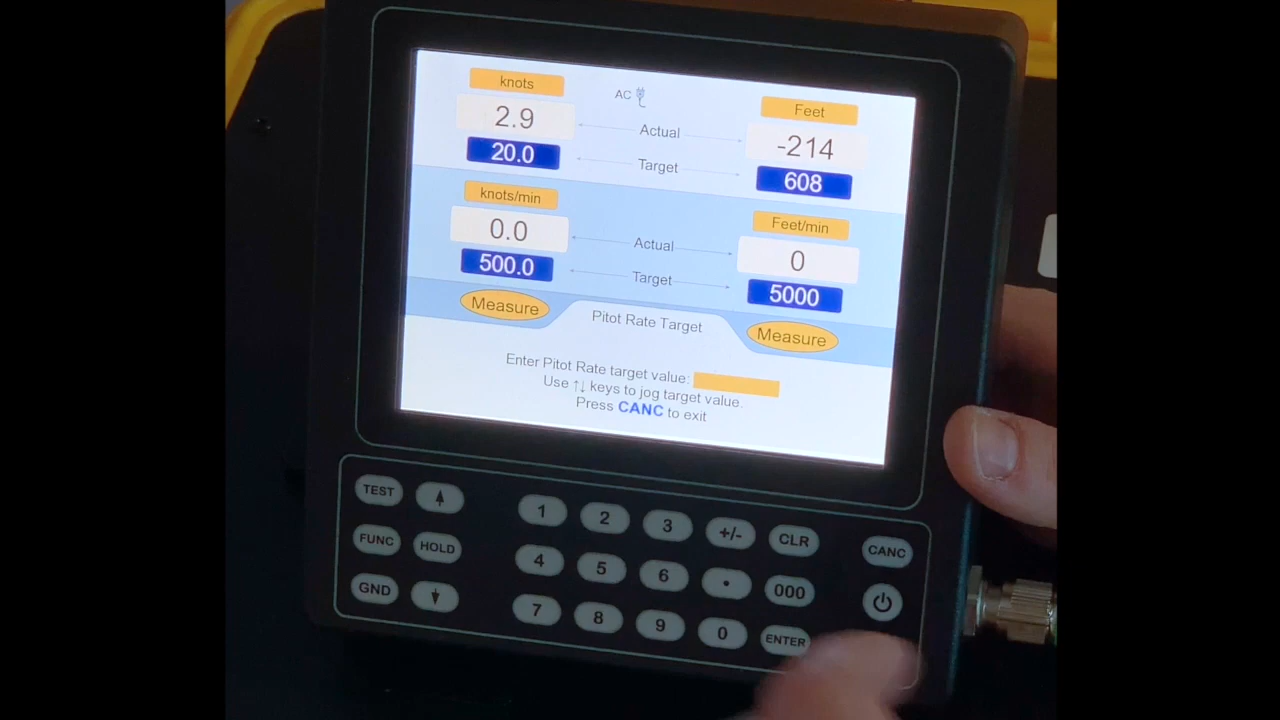 knots
AC
Feet
2.9
Actual
-214
20.0
Target
608
knots/min
Feet/min
0.0
Actual
0
500.0
Target
5000
Measure
Pitot Rate Target
Measure
Enter Pitot Rate target value:
Use ↑↓ keys to jog target value.
Press CANC to exit
TEST
1 2 3 +/- CLR
CANC
FUNC HOLD
4 5 6 • 000
GND
7 8 9 0 ENTER